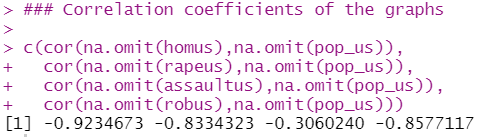 > ### Correlation coefficients of the graphs
>
> c(cor(na.omit(homus),na.omit(pop_us)),
+   cor(na.omit(rapeus),na.omit(pop_us)),
+   cor(na.omit(assaultus),na.omit(pop_us)),
+   cor(na.omit(robus),na.omit(pop_us)))
[1] -0.9234673 -0.8334323 -0.3060240 -0.8577117